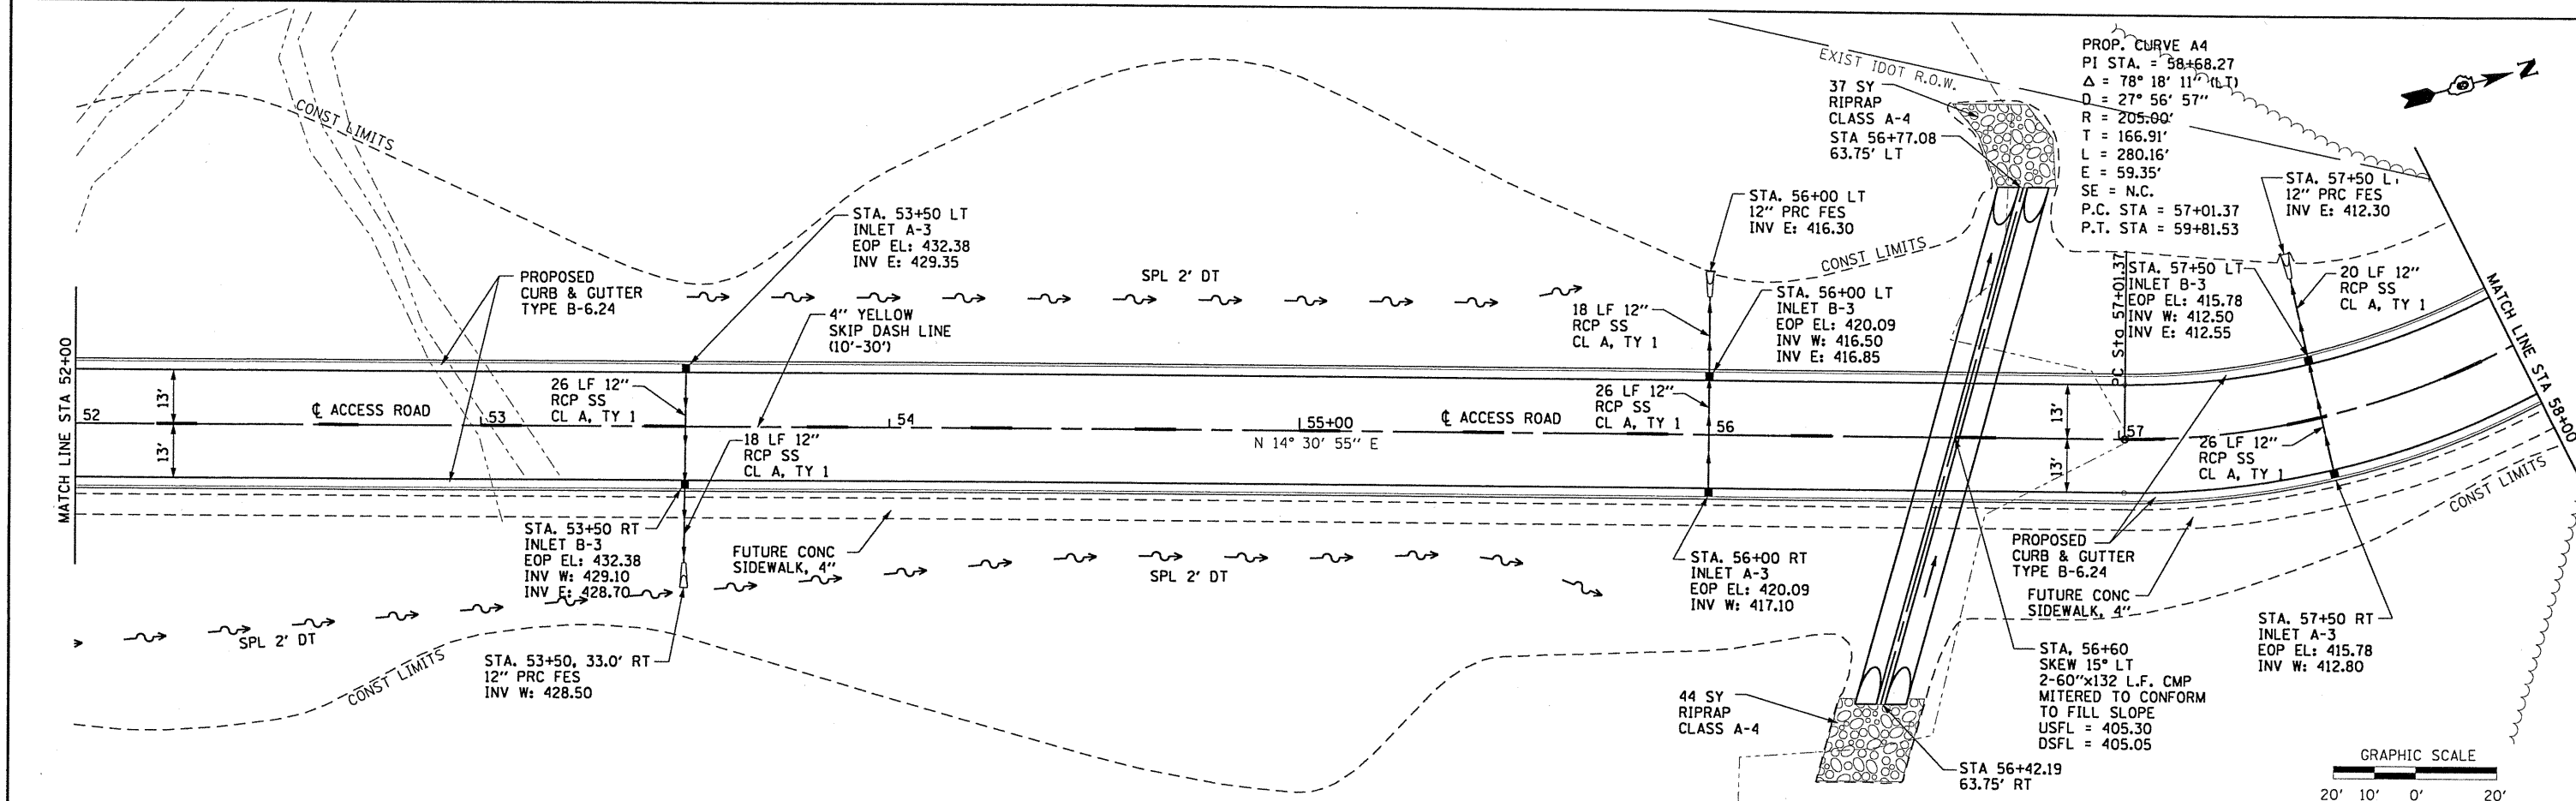 PROP. CURVE A4
PI STA. = 58+68.27
Δ = 78° 18' 11" (LT)
D = 27° 56' 57"
R = 205.00'
T = 166.91'
L = 280.16'
E = 59.35'
SE = N.C.
P.C. STA = 57+01.37
P.T. STA = 59+81.53
EXIST IDOT R.O.W.
N
37 SY
RIPRAP
CLASS A-4
STA 56+77.08
63.75' LT
CONST LIMITS
STA. 53+50 LT
INLET A-3
EOP EL: 432.38
INV E: 429.35
STA. 56+00 LT
12" PRC FES
INV E: 416.30
CONST LIMITS
STA. 57+50 L
12" PRC FES
INV E: 412.30
PROPOSED
CURB & GUTTER
TYPE B-6.24
SPL 2' DT
4" YELLOW
SKIP DASH LINE
(10'-30')
18 LF 12"
RCP SS
CL A, TY 1
STA. 56+00 LT
INLET B-3
EOP EL: 420.09
INV W: 416.50
INV E: 416.85
PC Sta 57+01.37
STA. 57+50 LT
INLET B-3
EOP EL: 415.78
INV W: 412.50
INV E: 412.55
20 LF 12"
RCP SS
CL A, TY 1
MATCH LINE STA 52+00
MATCH LINE STA 58+00
13'
13'
52
℄ ACCESS ROAD
53
26 LF 12"
RCP SS
CL A, TY 1
54
55+00
N 14° 30' 55" E
℄ ACCESS ROAD
26 LF 12"
RCP SS
CL A, TY 1
56
13'
13'
57
26 LF 12"
RCP SS
CL A, TY 1
18 LF 12"
RCP SS
CL A, TY 1
STA. 53+50 RT
INLET B-3
EOP EL: 432.38
INV W: 429.10
INV E: 428.70
FUTURE CONC
SIDEWALK, 4"
SPL 2' DT
STA. 56+00 RT
INLET A-3
EOP EL: 420.09
INV W: 417.10
PROPOSED
CURB & GUTTER
TYPE B-6.24
FUTURE CONC
SIDEWALK, 4"
CONST LIMITS
STA. 57+50 RT
INLET A-3
EOP EL: 415.78
INV W: 412.80
SPL 2' DT
CONST LIMITS
STA. 53+50, 33.0' RT
12" PRC FES
INV W: 428.50
44 SY
RIPRAP
CLASS A-4
STA. 56+60
SKEW 15° LT
2-60"x132 L.F. CMP
MITERED TO CONFORM
TO FILL SLOPE
USFL = 405.30
DSFL = 405.05
STA 56+42.19
63.75' RT
GRAPHIC SCALE
20' 10' 0' 20'